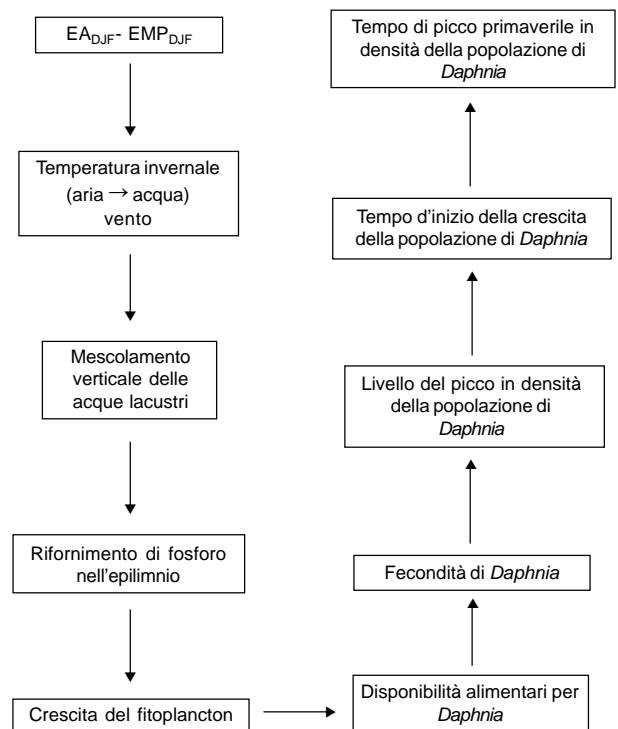 EA_DJF- EMP_DJF
Temperatura invernale
(aria → acqua)
vento
Mescolamento
verticale delle
acque lacustri
Rifornimento di fosforo
nell'epilimnio
Crescita del fitoplancton
Disponibilità alimentari per
Daphnia
Fecondità di Daphnia
Livello del picco in densità
della popolazione di
Daphnia
Tempo d'inizio della crescita
della popolazione di Daphnia
Tempo di picco primaverile in
densità della popolazione di
Daphnia